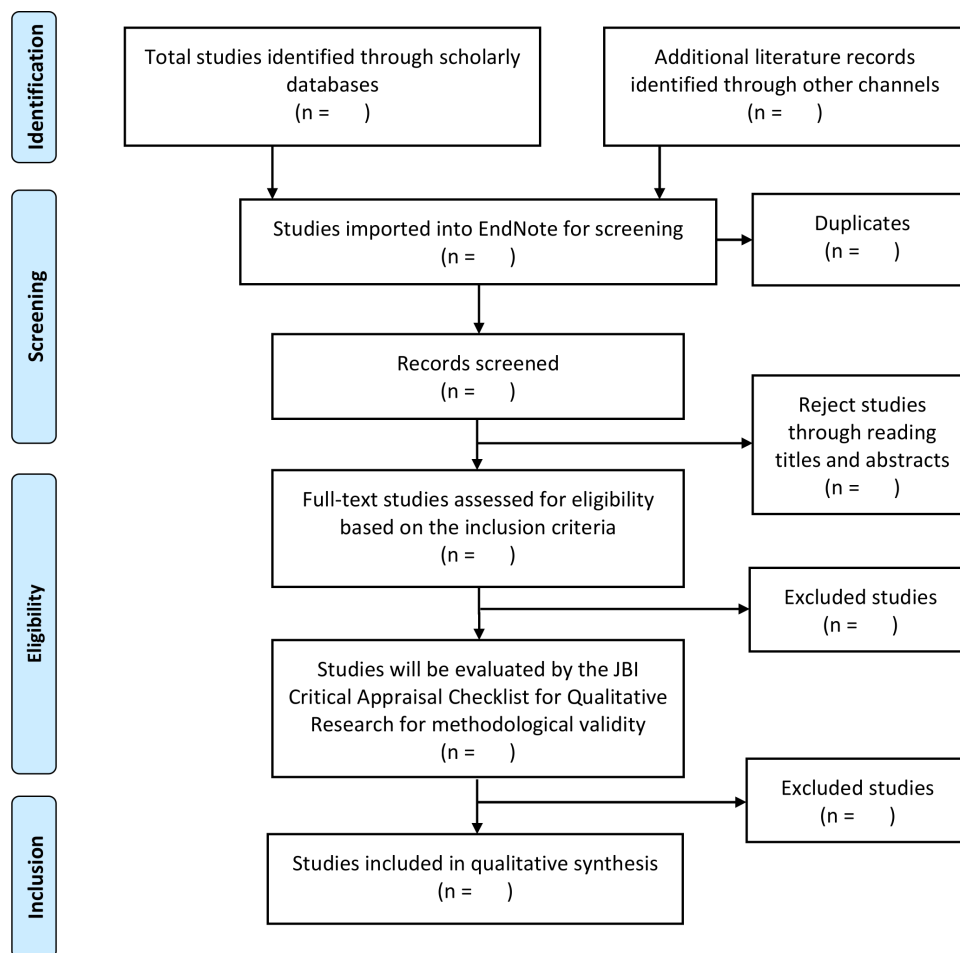 Identification
Total studies identified through scholarly
databases
(n =      )
Additional literature records
identified through other channels
(n =      )
Screening
Studies imported into EndNote for screening
(n =      )
Duplicates
(n =      )
Records screened
(n =      )
Reject studies
through reading
titles and abstracts
(n =      )
Eligibility
Full-text studies assessed for eligibility
based on the inclusion criteria
(n =      )
Excluded studies
(n =      )
Studies will be evaluated by the JBI
Critical Appraisal Checklist for Qualitative
Research for methodological validity
(n =      )
Excluded studies
(n =      )
Inclusion
Studies included in qualitative synthesis
(n =      )